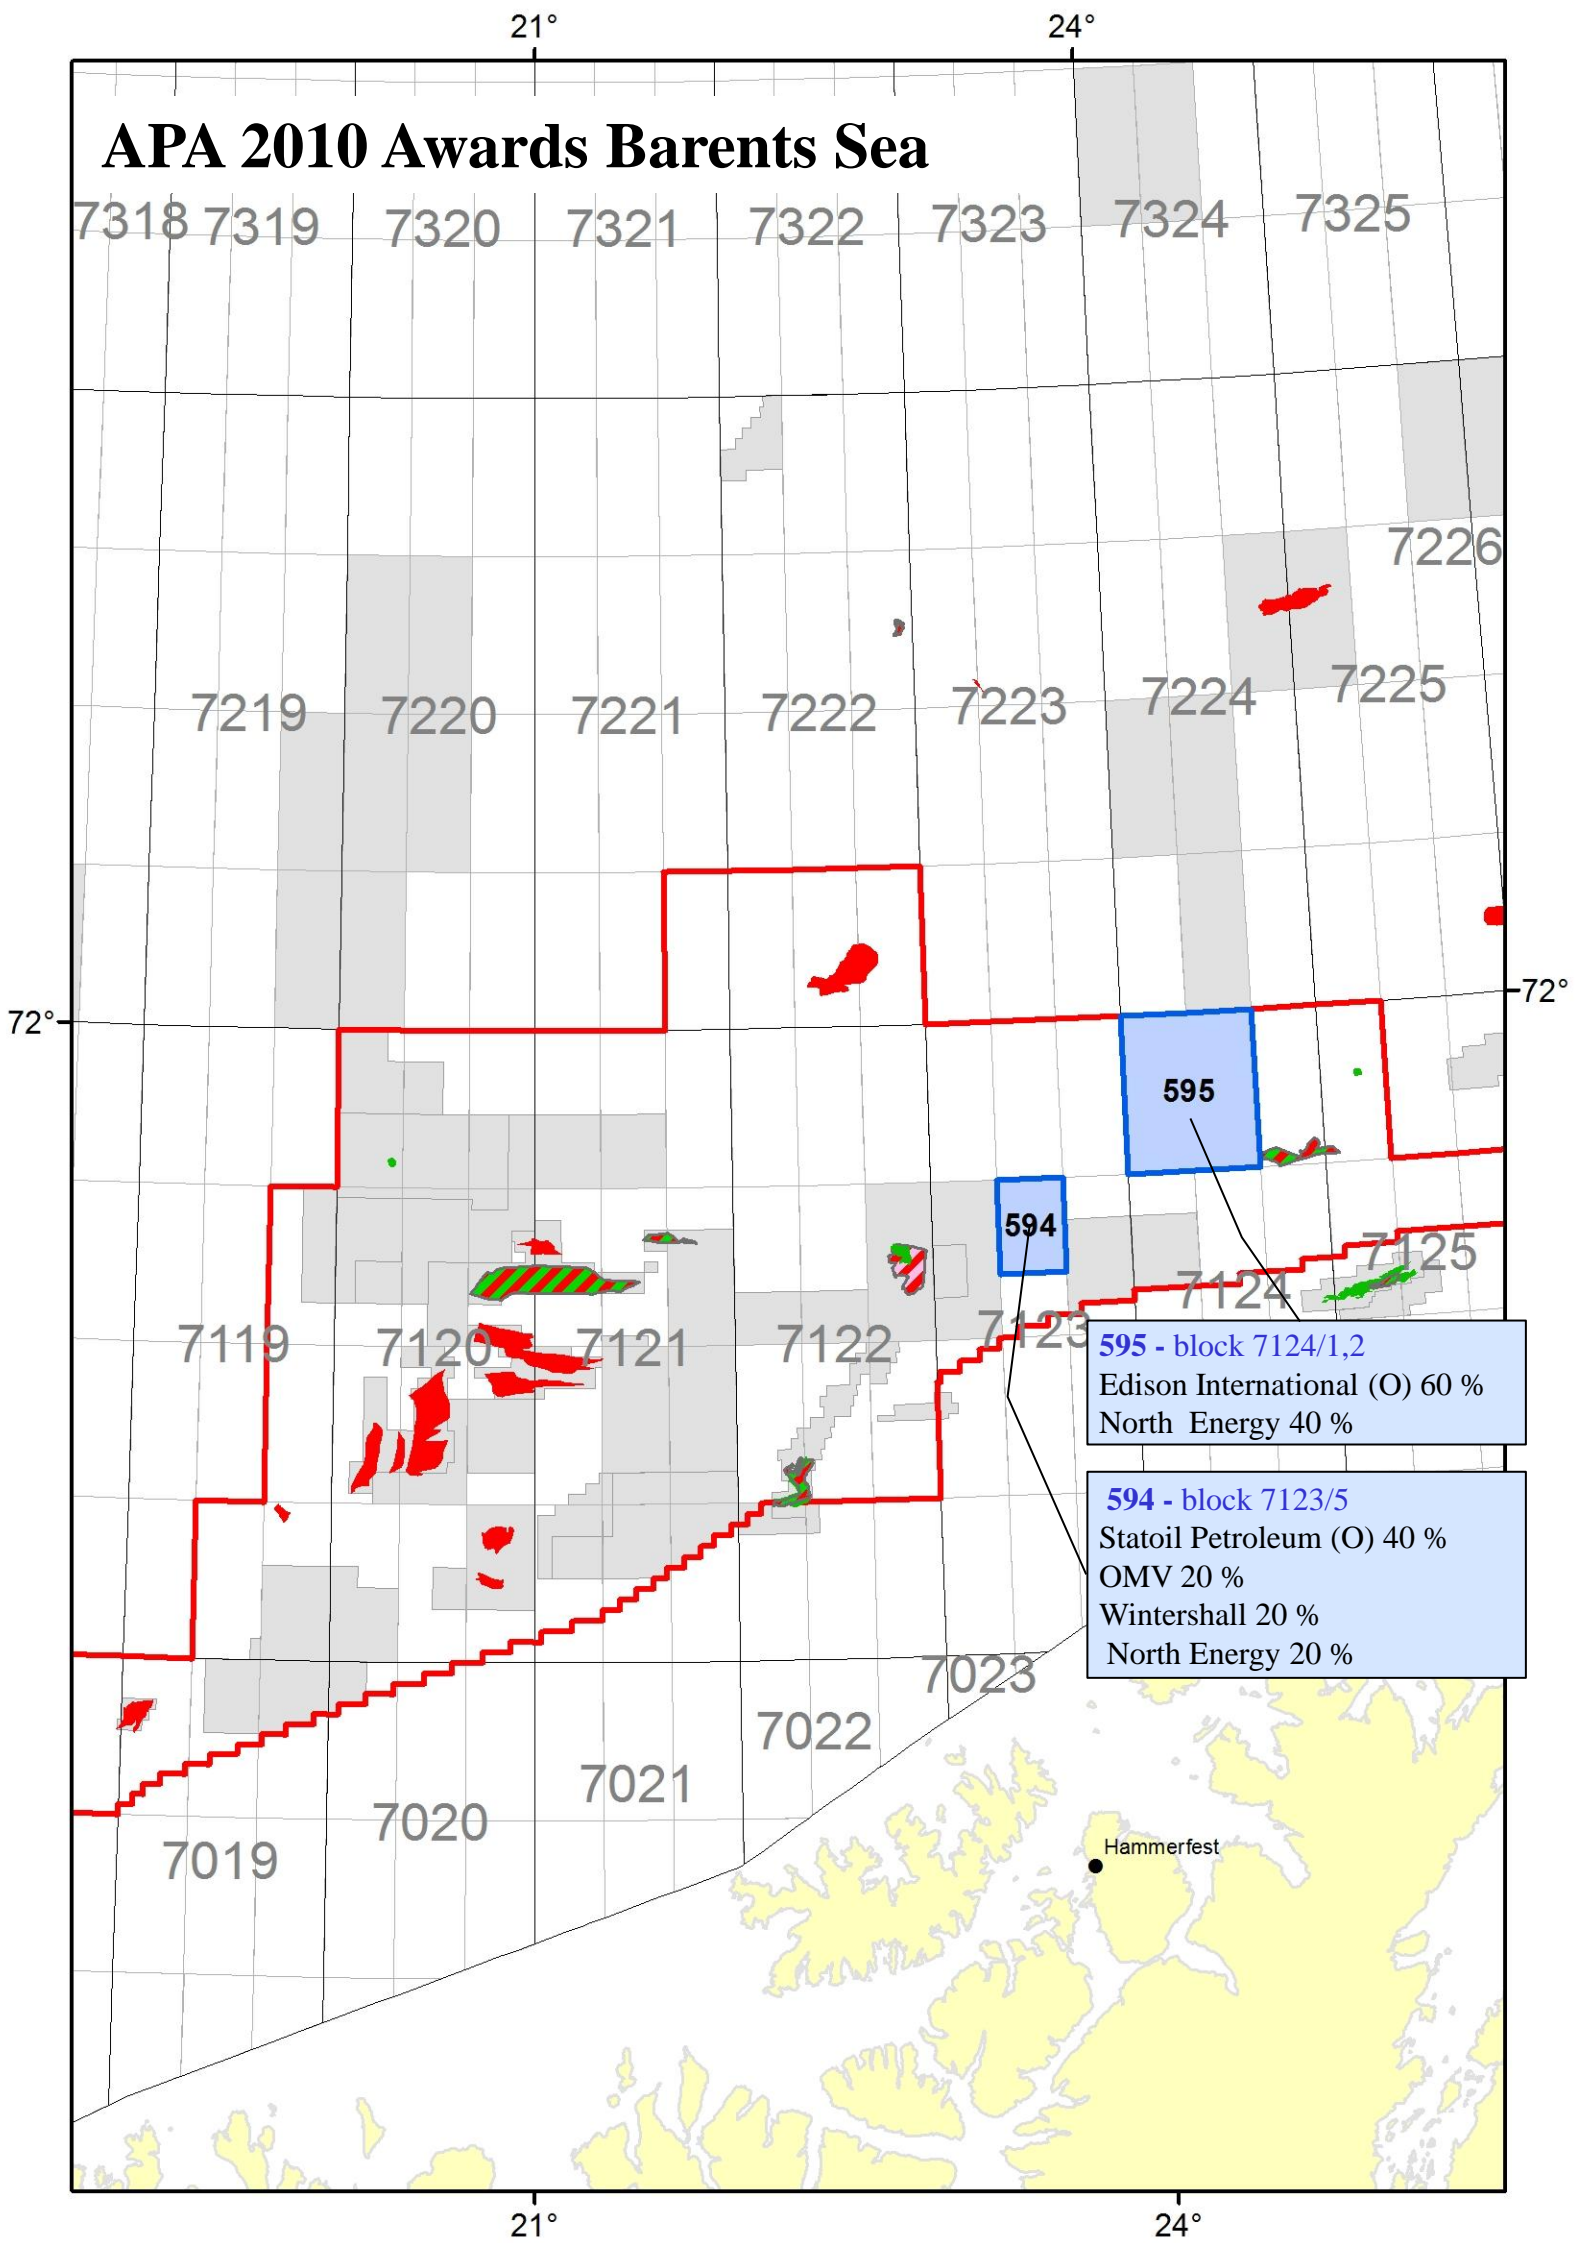 21° 24°
APA 2010 Awards Barents Sea
7318 7319 7320 7321 7322 7323 7324 7325
7226
7219 7220 7221 7222 7223 7224 7225
72° 72°
595
594
7125
7124
7119 7120 7121 7122 7123
595 - block 7124/1,2
Edison International (O) 60 %
North Energy 40 %
594 - block 7123/5
Statoil Petroleum (O) 40 %
OMV 20 %
Wintershall 20 %
North Energy 20 %
7023
7022
7021
7020
7019
Hammerfest
21° 24°